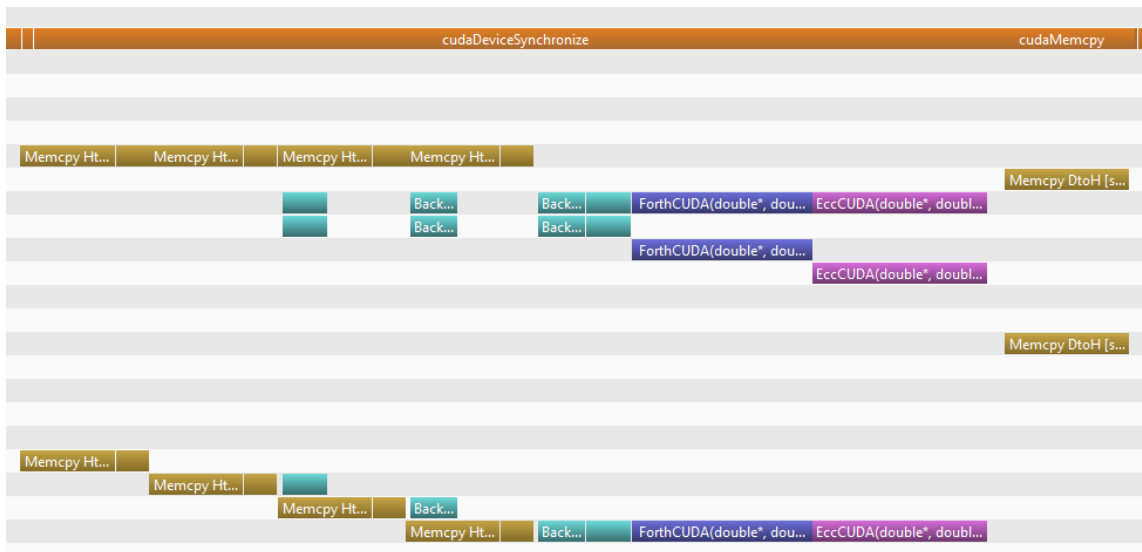 cudaDeviceSynchronize cudaMemcpy
Memcpy Ht... Memcpy Ht... Memcpy Ht... Memcpy Ht...
Memcpy DtoH [s...
Back... Back... ForthCUDA(double*, dou... EccCUDA(double*, doubl...
Back... Back...
ForthCUDA(double*, dou...
EccCUDA(double*, doubl...
Memcpy DtoH [s...
Memcpy Ht...
Memcpy Ht...
Memcpy Ht... Back...
Memcpy Ht... Back... ForthCUDA(double*, dou... EccCUDA(double*, doubl...